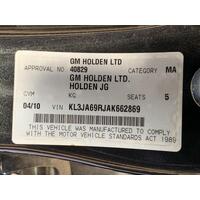 GM HOLDEN LTD
APPROVAL NO. 40829 CATEGORY MA
GM HOLDEN LTD.
HOLDEN JG
GVM KG SEATS 5
04/10 VIN KL3JA69RJAK662869
THIS VEHICLE WAS MANUFACTURED TO COMPLY
WITH THE MOTOR VEHICLE STANDARDS ACT 1989